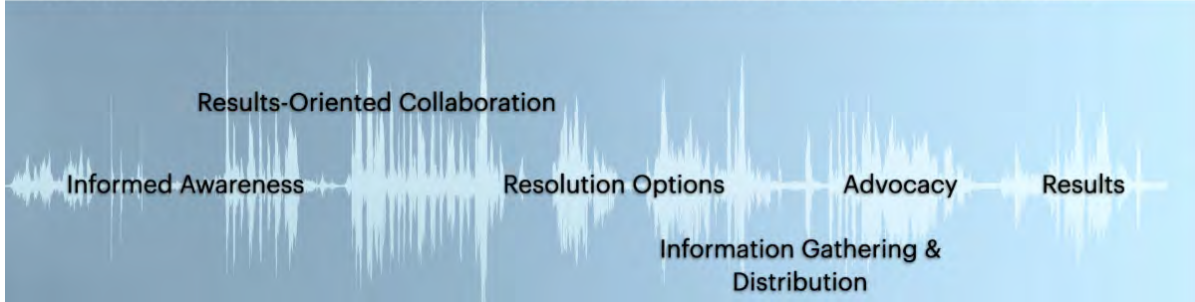 Results-Oriented Collaboration
Informed Awareness
Resolution Options
Advocacy
Results
Information Gathering &
Distribution